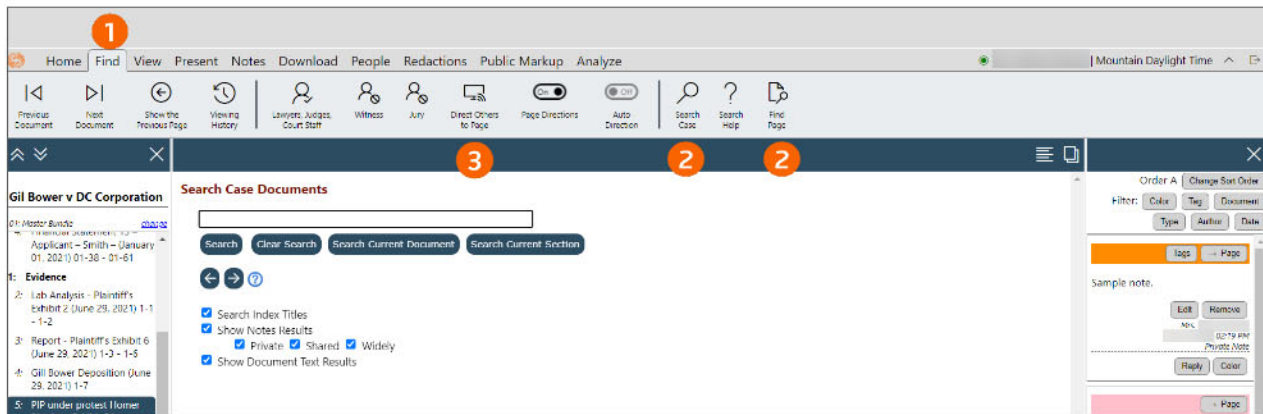 1
Home Find View Present Notes Download People Redactions Public Markup Analyze
| Mountain Daylight Time
Previous Document
Next Document
Show the Previous Page
Viewing History
Lawyers, Judges, Court Staff
Witness
Jury
Direct Others to Page
On
Page Directions
Off
Auto Direction
Search Case
Search Help
Find Page
3
2
2
Gil Bower v DC Corporation
01: Master Bundle change
Applicant – Smith – (January
01, 2021) 01-38 - 01-61
1: Evidence
2: Lab Analysis - Plaintiff's
Exhibit 2 (June 29, 2021) 1-1
- 1-2
3: Report - Plaintiff's Exhibit 6
(June 29, 2021) 1-3 - 1-6
4: Gill Bower Deposition (June
29, 2021) 1-7
5: PIP under protest Homer
Search Case Documents
Search Clear Search Search Current Document Search Current Section
?
Search Index Titles
Show Notes Results
Private Shared Widely
Show Document Text Results
Order A Change Sort Order
Filter: Color Tag Document
Type Author Date
Tags → Page
Sample note.
Edit Remove
Mrs.
02:19 PM
Private Note
Reply Color
→ Page